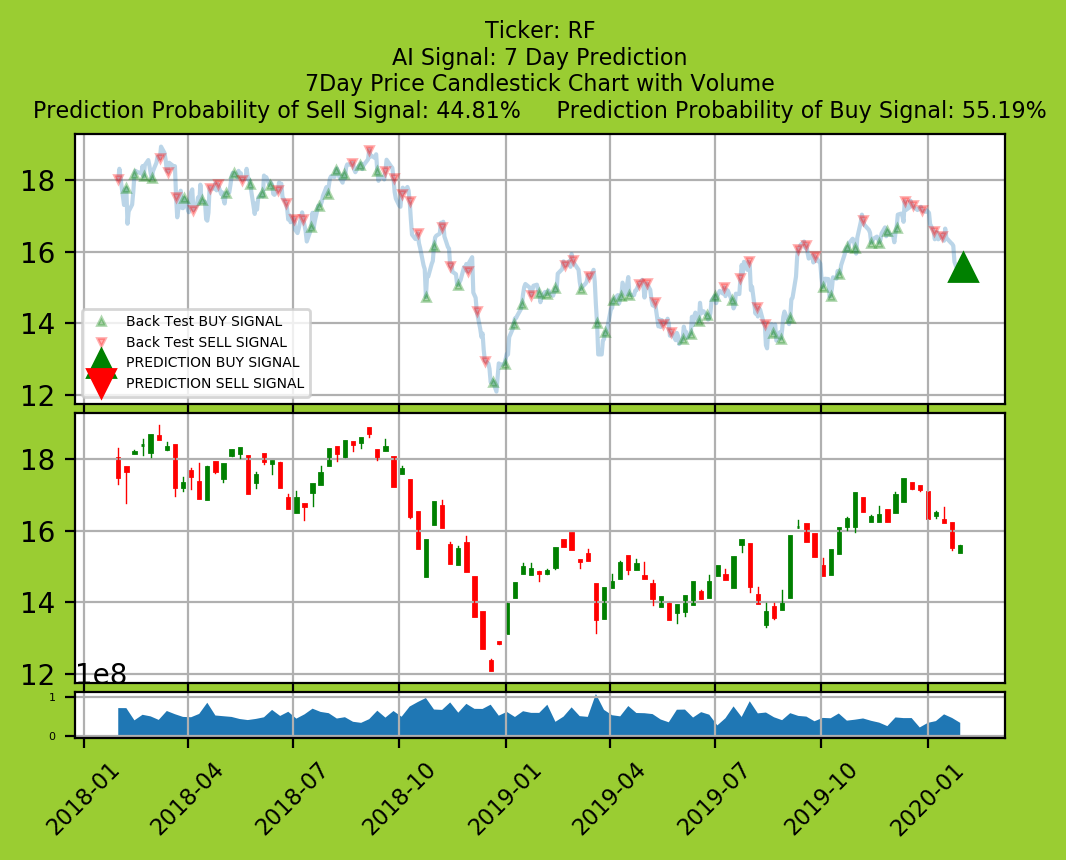 Ticker: RF
AI Signal: 7 Day Prediction
7Day Price Candlestick Chart with Volume
Prediction Probability of Sell Signal: 44.81%     Prediction Probability of Buy Signal: 55.19%
18
16
14
12
Back Test BUY SIGNAL
Back Test SELL SIGNAL
PREDICTION BUY SIGNAL
PREDICTION SELL SIGNAL
18
16
14
12
1e8
1
0
2018-01 2018-04 2018-07 2018-10 2019-01 2019-04 2019-07 2019-10 2020-01